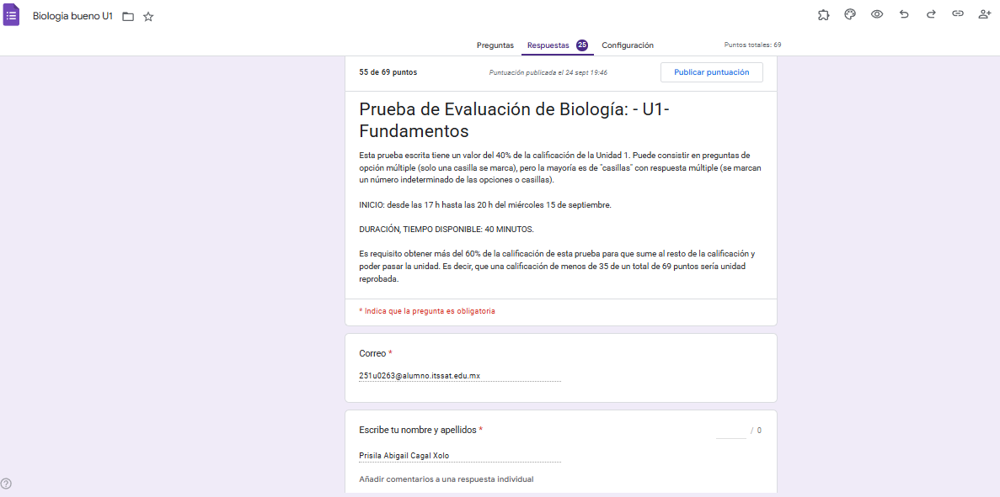 Biologia bueno U1
Preguntas Respuestas 25 Configuración Puntos totales: 69
55 de 69 puntos Puntuación publicada el 24 sept 19:46 Publicar puntuación
Prueba de Evaluación de Biología: - U1-
Fundamentos
Esta prueba escrita tiene un valor del 40% de la calificación de la Unidad 1. Puede consistir en preguntas de
opción múltiple (solo una casilla se marca), pero la mayoría es de "casillas" con respuesta múltiple (se marcan
un número indeterminado de las opciones o casillas).
INICIO: desde las 17 h hasta las 20 h del miércoles 15 de septiembre.
DURACIÓN, TIEMPO DISPONIBLE: 40 MINUTOS.
Es requisito obtener más del 60% de la calificación de esta prueba para que sume al resto de la calificación y
poder pasar la unidad. Es decir, que una calificación de menos de 35 de un total de 69 puntos sería unidad
reprobada.
* Indica que la pregunta es obligatoria
Correo *
251u0263@alumno.itssat.edu.mx
Escribe tu nombre y apellidos * / 0
Prisila Abigail Cagal Xolo
Añadir comentarios a una respuesta individual